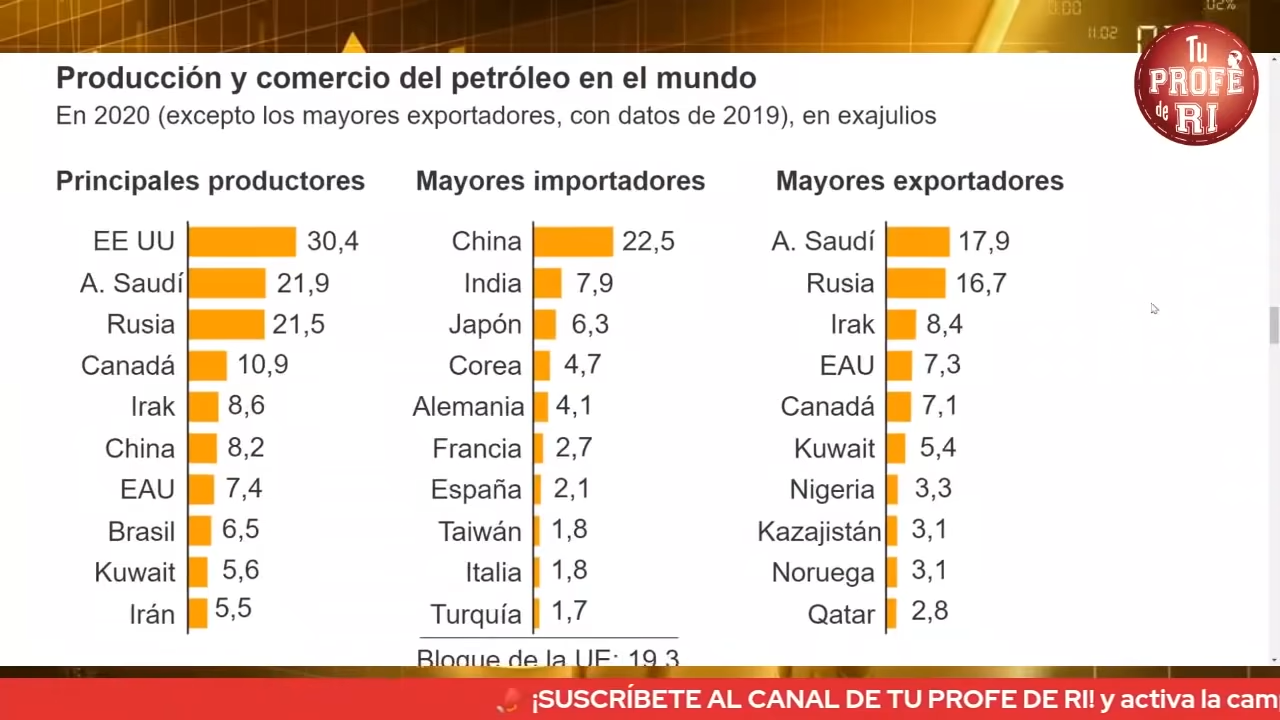 0.00
.02%
11.02
Tu
PROFE
de RI
Producción y comercio del petróleo en el mundo
En 2020 (excepto los mayores exportadores, con datos de 2019), en exajulios
Principales productores
EE UU 30,4
A. Saudí 21,9
Rusia 21,5
Canadá 10,9
Irak 8,6
China 8,2
EAU 7,4
Brasil 6,5
Kuwait 5,6
Irán 5,5
Mayores importadores
China 22,5
India 7,9
Japón 6,3
Corea 4,7
Alemania 4,1
Francia 2,7
España 2,1
Taiwán 1,8
Italia 1,8
Turquía 1,7
Bloque de la UE: 19,3
Mayores exportadores
A. Saudí 17,9
Rusia 16,7
Irak 8,4
EAU 7,3
Canadá 7,1
Kuwait 5,4
Nigeria 3,3
Kazajistán 3,1
Noruega 3,1
Qatar 2,8
¡SUSCRÍBETE AL CANAL DE TU PROFE DE RI! y activa la cam